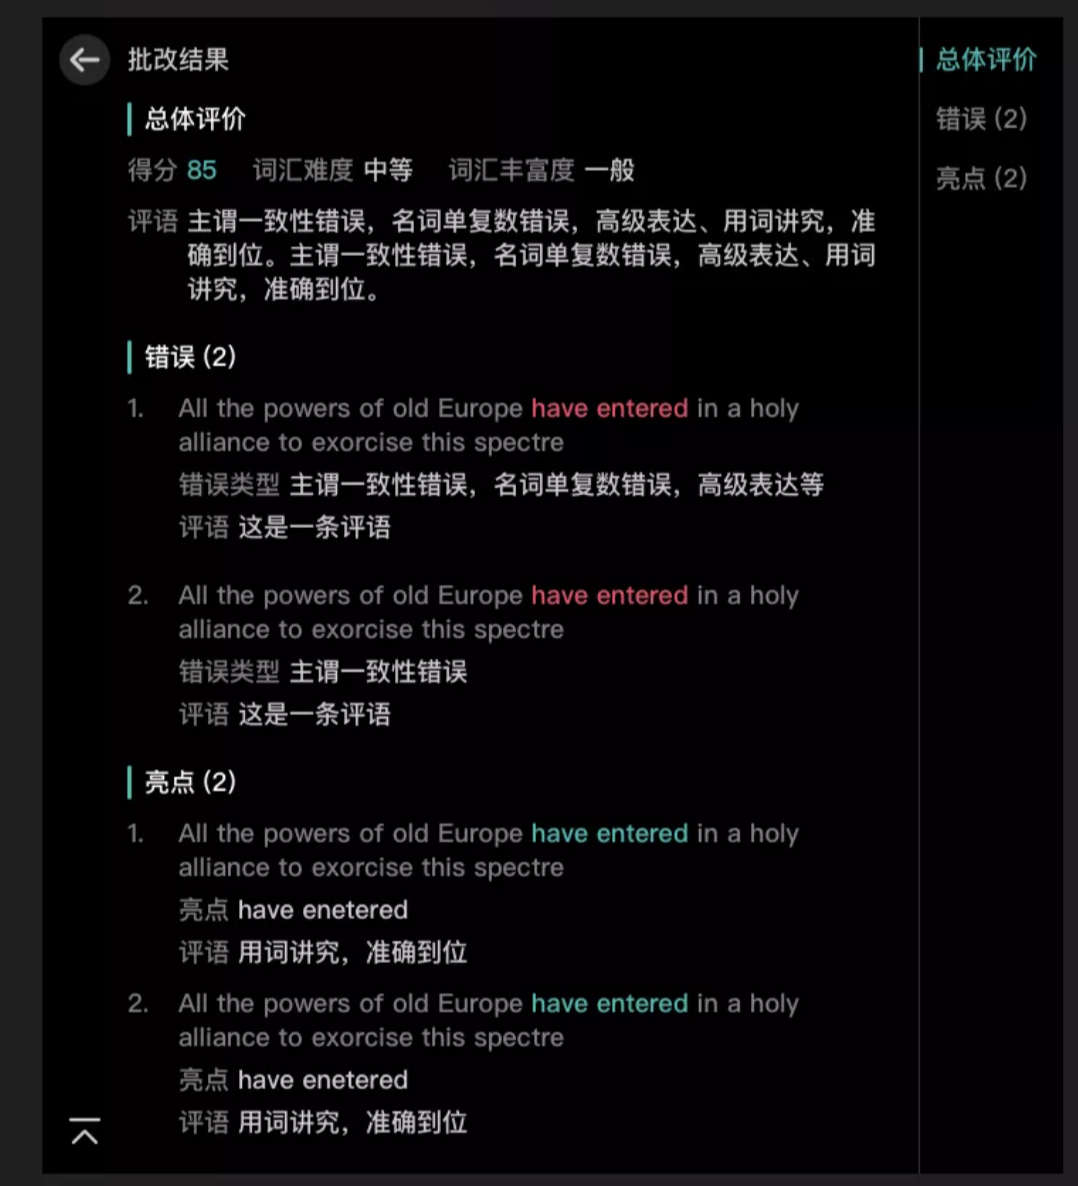 批改结果
总体评价
得分 85 词汇难度 中等 词汇丰富度 一般
评语 主谓一致性错误，名词单复数错误，高级表达、用词讲究，准
确到位。主谓一致性错误，名词单复数错误，高级表达、用词
讲究，准确到位。
错误 (2)
1. All the powers of old Europe have entered in a holy
alliance to exorcise this spectre
错误类型 主谓一致性错误，名词单复数错误，高级表达等
评语 这是一条评语
2. All the powers of old Europe have entered in a holy
alliance to exorcise this spectre
错误类型 主谓一致性错误
评语 这是一条评语
亮点 (2)
1. All the powers of old Europe have entered in a holy
alliance to exorcise this spectre
亮点 have enetered
评语 用词讲究，准确到位
2. All the powers of old Europe have entered in a holy
alliance to exorcise this spectre
亮点 have enetered
评语 用词讲究，准确到位
总体评价
错误 (2)
亮点 (2)